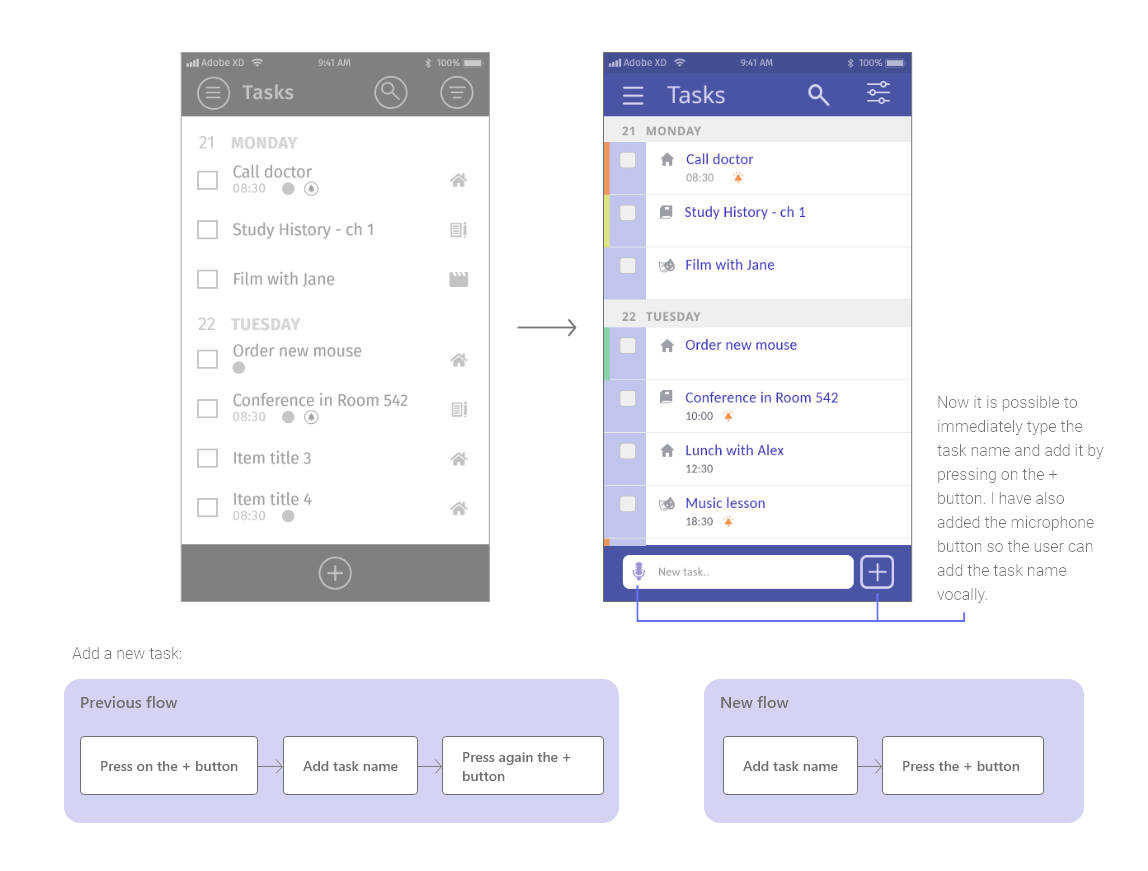 Adobe XD 9:41 AM 100%
Tasks
21 MONDAY
Call doctor
08:30
Study History - ch 1
Film with Jane
22 TUESDAY
Order new mouse
Conference in Room 542
08:30
Item title 3
Item title 4
08:30
Adobe XD 9:41 AM 100%
Tasks
21 MONDAY
Call doctor
08:30
Study History - ch 1
Film with Jane
22 TUESDAY
Order new mouse
Conference in Room 542
10:00
Lunch with Alex
12:30
Music lesson
18:30
New task..
Now it is possible to
immediately type the
task name and add it by
pressing on the +
button. I have also
added the microphone
button so the user can
add the task name
vocally.
Add a new task:
Previous flow
Press on the + button
Add task name
Press again the +
button
New flow
Add task name
Press the + button